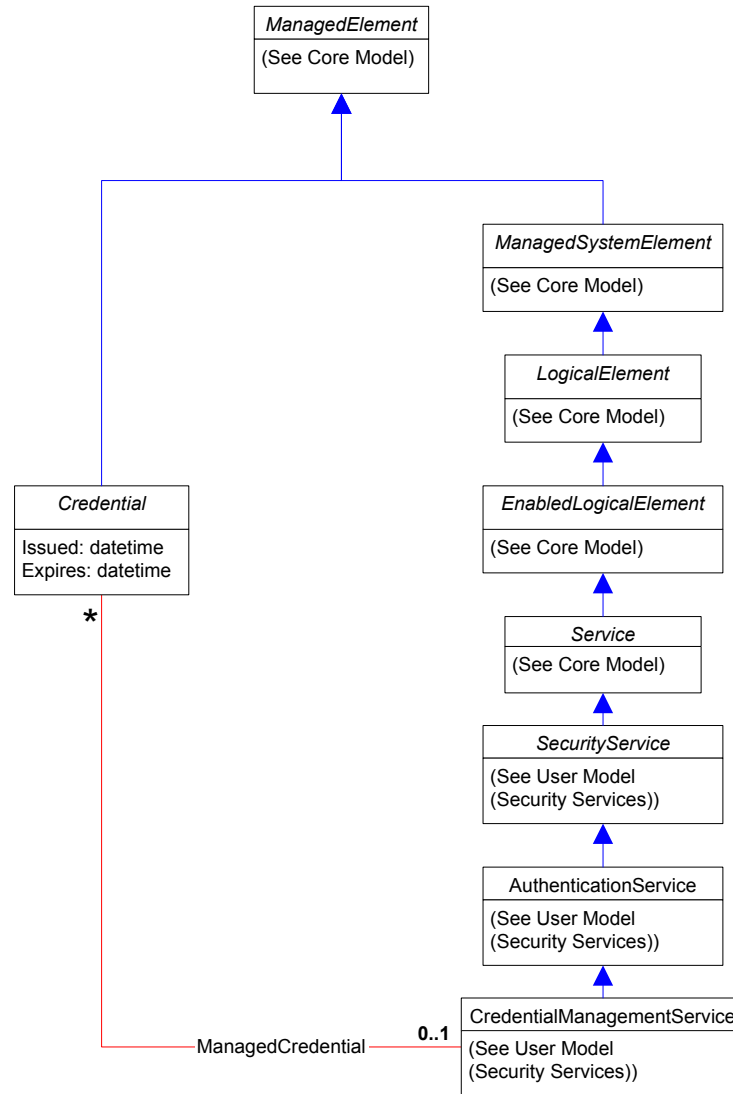 ManagedElement
(See Core Model)
ManagedSystemElement
(See Core Model)
LogicalElement
(See Core Model)
Credential
Issued: datetime
Expires: datetime
*
EnabledLogicalElement
(See Core Model)
Service
(See Core Model)
SecurityService
(See User Model
(Security Services))
AuthenticationService
(See User Model
(Security Services))
CredentialManagementService
(See User Model
(Security Services))
0..1
ManagedCredential